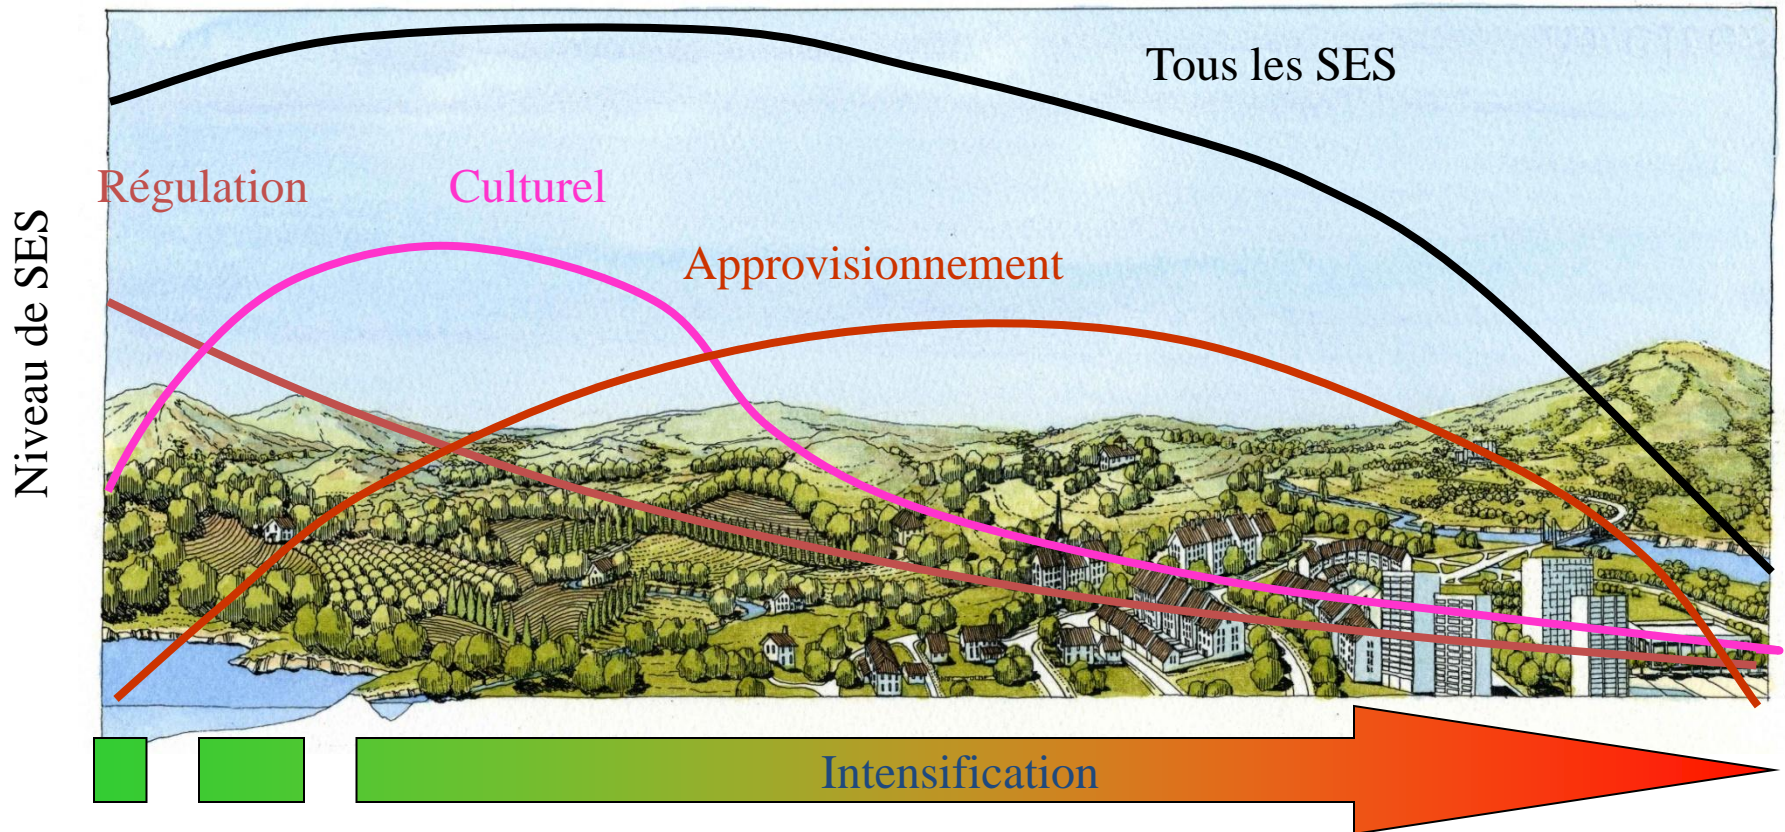 Tous les SES
Régulation
Culturel
Approvisionnement
Niveau de SES
Intensification